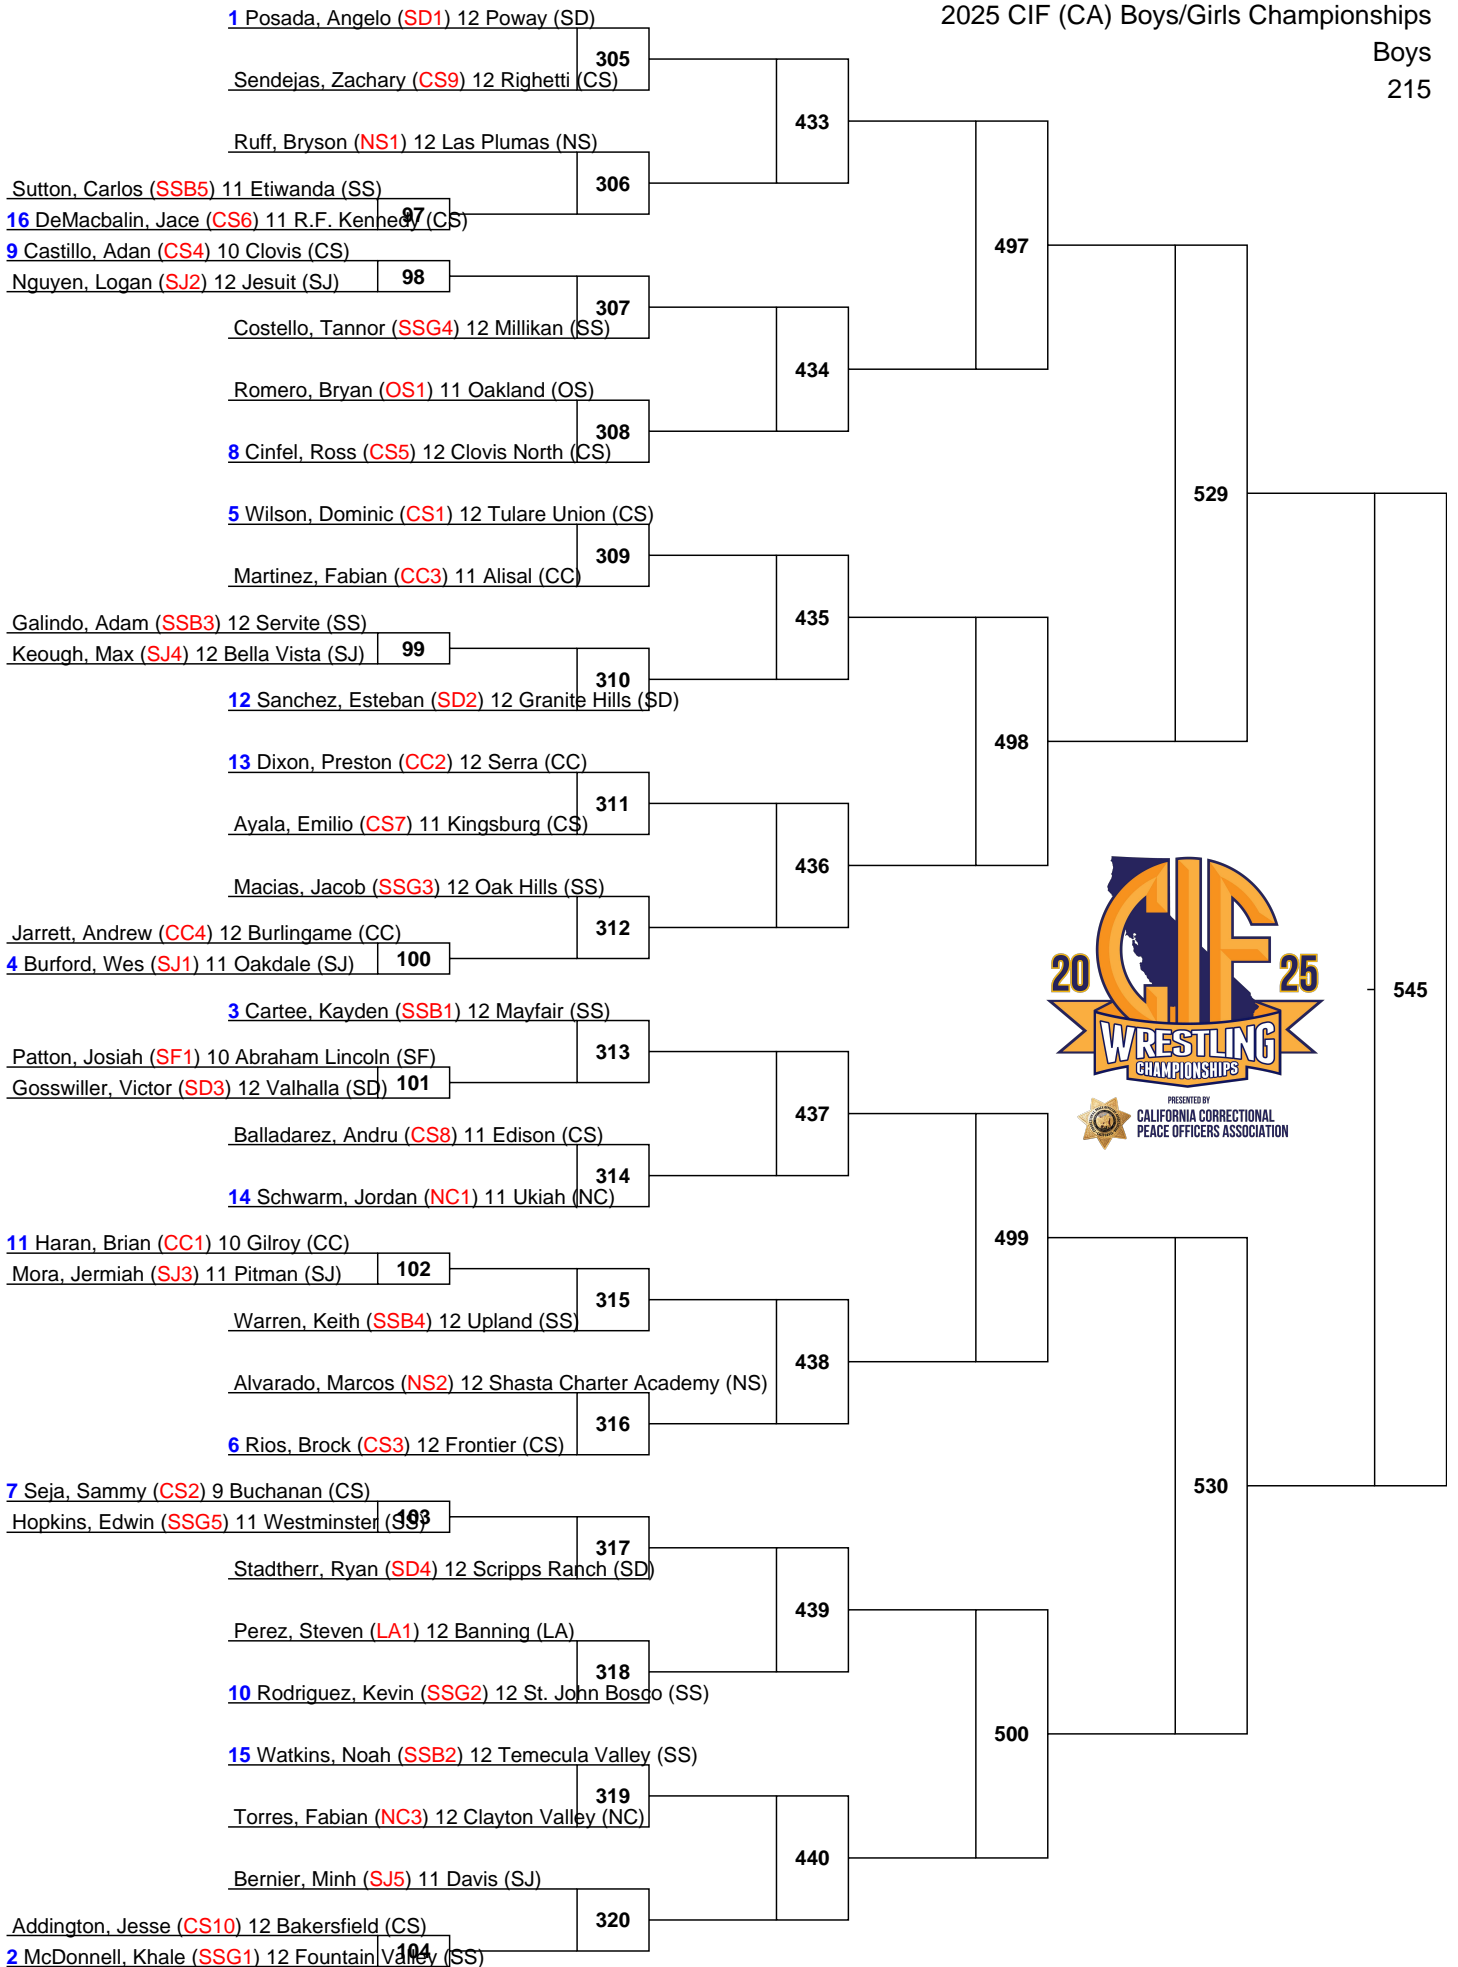 2025 CIF (CA) Boys/Girls Championships
Boys
215
1 Posada, Angelo (SD1) 12 Poway (SD)
305
Sendejas, Zachary (CS9) 12 Righetti (CS)
433
Ruff, Bryson (NS1) 12 Las Plumas (NS)
306
Sutton, Carlos (SSB5) 11 Etiwanda (SS)
97
16 DeMacbalin, Jace (CS6) 11 R.F. Kennedy (CS)
497
9 Castillo, Adan (CS4) 10 Clovis (CS)
98
Nguyen, Logan (SJ2) 12 Jesuit (SJ)
307
Costello, Tannor (SSG4) 12 Millikan (SS)
434
Romero, Bryan (OS1) 11 Oakland (OS)
308
8 Cinfel, Ross (CS5) 12 Clovis North (CS)
529
5 Wilson, Dominic (CS1) 12 Tulare Union (CS)
309
Martinez, Fabian (CC3) 11 Alisal (CC)
435
Galindo, Adam (SSB3) 12 Servite (SS)
99
Keough, Max (SJ4) 12 Bella Vista (SJ)
310
12 Sanchez, Esteban (SD2) 12 Granite Hills (SD)
498
13 Dixon, Preston (CC2) 12 Serra (CC)
311
Ayala, Emilio (CS7) 11 Kingsburg (CS)
436
Macias, Jacob (SSG3) 12 Oak Hills (SS)
312
Jarrett, Andrew (CC4) 12 Burlingame (CC)
100
4 Burford, Wes (SJ1) 11 Oakdale (SJ)
545
20 CIF 25
WRESTLING
CHAMPIONSHIPS
PRESENTED BY
CALIFORNIA CORRECTIONAL
PEACE OFFICERS ASSOCIATION
3 Cartee, Kayden (SSB1) 12 Mayfair (SS)
313
Patton, Josiah (SF1) 10 Abraham Lincoln (SF)
101
Gosswiller, Victor (SD3) 12 Valhalla (SD)
437
Balladarez, Andru (CS8) 11 Edison (CS)
314
14 Schwarm, Jordan (NC1) 11 Ukiah (NC)
499
11 Haran, Brian (CC1) 10 Gilroy (CC)
102
Mora, Jermiah (SJ3) 11 Pitman (SJ)
315
Warren, Keith (SSB4) 12 Upland (SS)
438
Alvarado, Marcos (NS2) 12 Shasta Charter Academy (NS)
316
6 Rios, Brock (CS3) 12 Frontier (CS)
530
7 Seja, Sammy (CS2) 9 Buchanan (CS)
103
Hopkins, Edwin (SSG5) 11 Westminster (SS)
317
Stadtherr, Ryan (SD4) 12 Scripps Ranch (SD)
439
Perez, Steven (LA1) 12 Banning (LA)
318
10 Rodriguez, Kevin (SSG2) 12 St. John Bosco (SS)
500
15 Watkins, Noah (SSB2) 12 Temecula Valley (SS)
319
Torres, Fabian (NC3) 12 Clayton Valley (NC)
440
Bernier, Minh (SJ5) 11 Davis (SJ)
320
Addington, Jesse (CS10) 12 Bakersfield (CS)
104
2 McDonnell, Khale (SSG1) 12 Fountain Valley (SS)